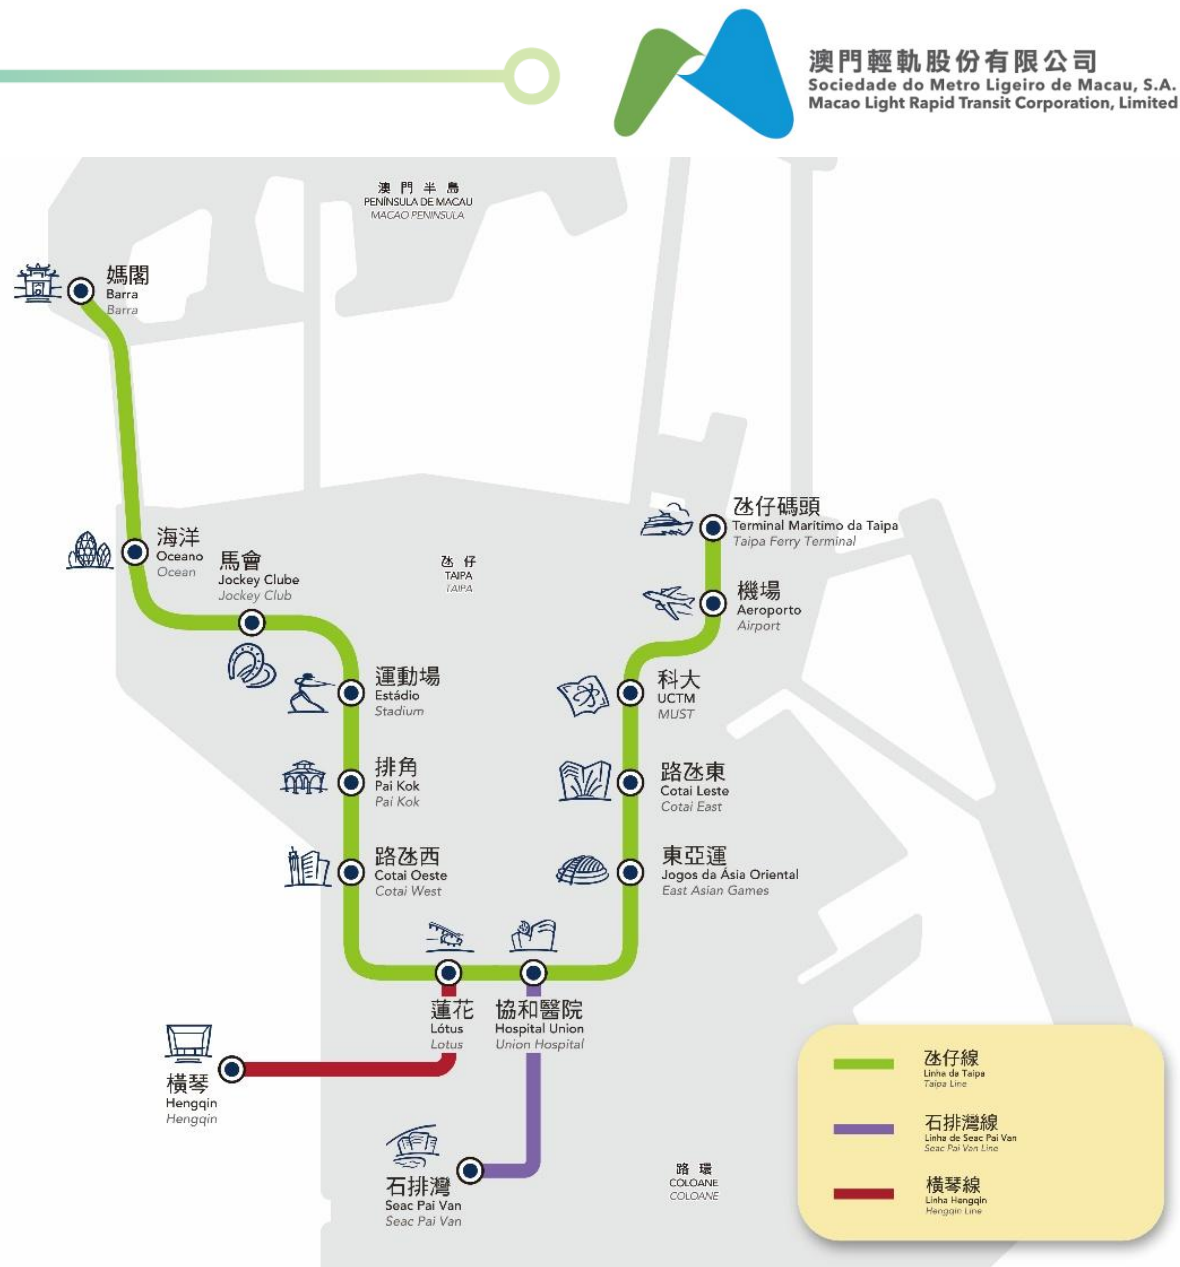 澳門輕軌股份有限公司
Sociedade do Metro Ligeiro de Macau, S.A.
Macao Light Rapid Transit Corporation, Limited
澳門半島
PENÍNSULA DE MACAU
MACAO PENINSULA
媽閣
Barra
Barra
海洋
Oceano
Ocean
馬會
Jockey Clube
Jockey Club
氹仔
TAIPA
TAIPA
氹仔碼頭
Terminal Marítimo da Taipa
Taipa Ferry Terminal
機場
Aeroporto
Airport
運動場
Estádio
Stadium
科大
UCTM
MUST
排角
Pai Kok
Pai Kok
路氹東
Cotai Leste
Cotai East
路氹西
Cotai Oeste
Cotai West
東亞運
Jogos da Ásia Oriental
East Asian Games
蓮花
Lótus
Lotus
協和醫院
Hospital Union
Union Hospital
橫琴
Hengqin
Hengqin
石排灣
Seac Pai Van
Seac Pai Van
路環
COLOANE
COLOANE
氹仔線
Linha da Taipa
Taipa Line
石排灣線
Linha de Seac Pai Van
Seac Pai Van Line
橫琴線
Linha Hengqin
Hengqin Line